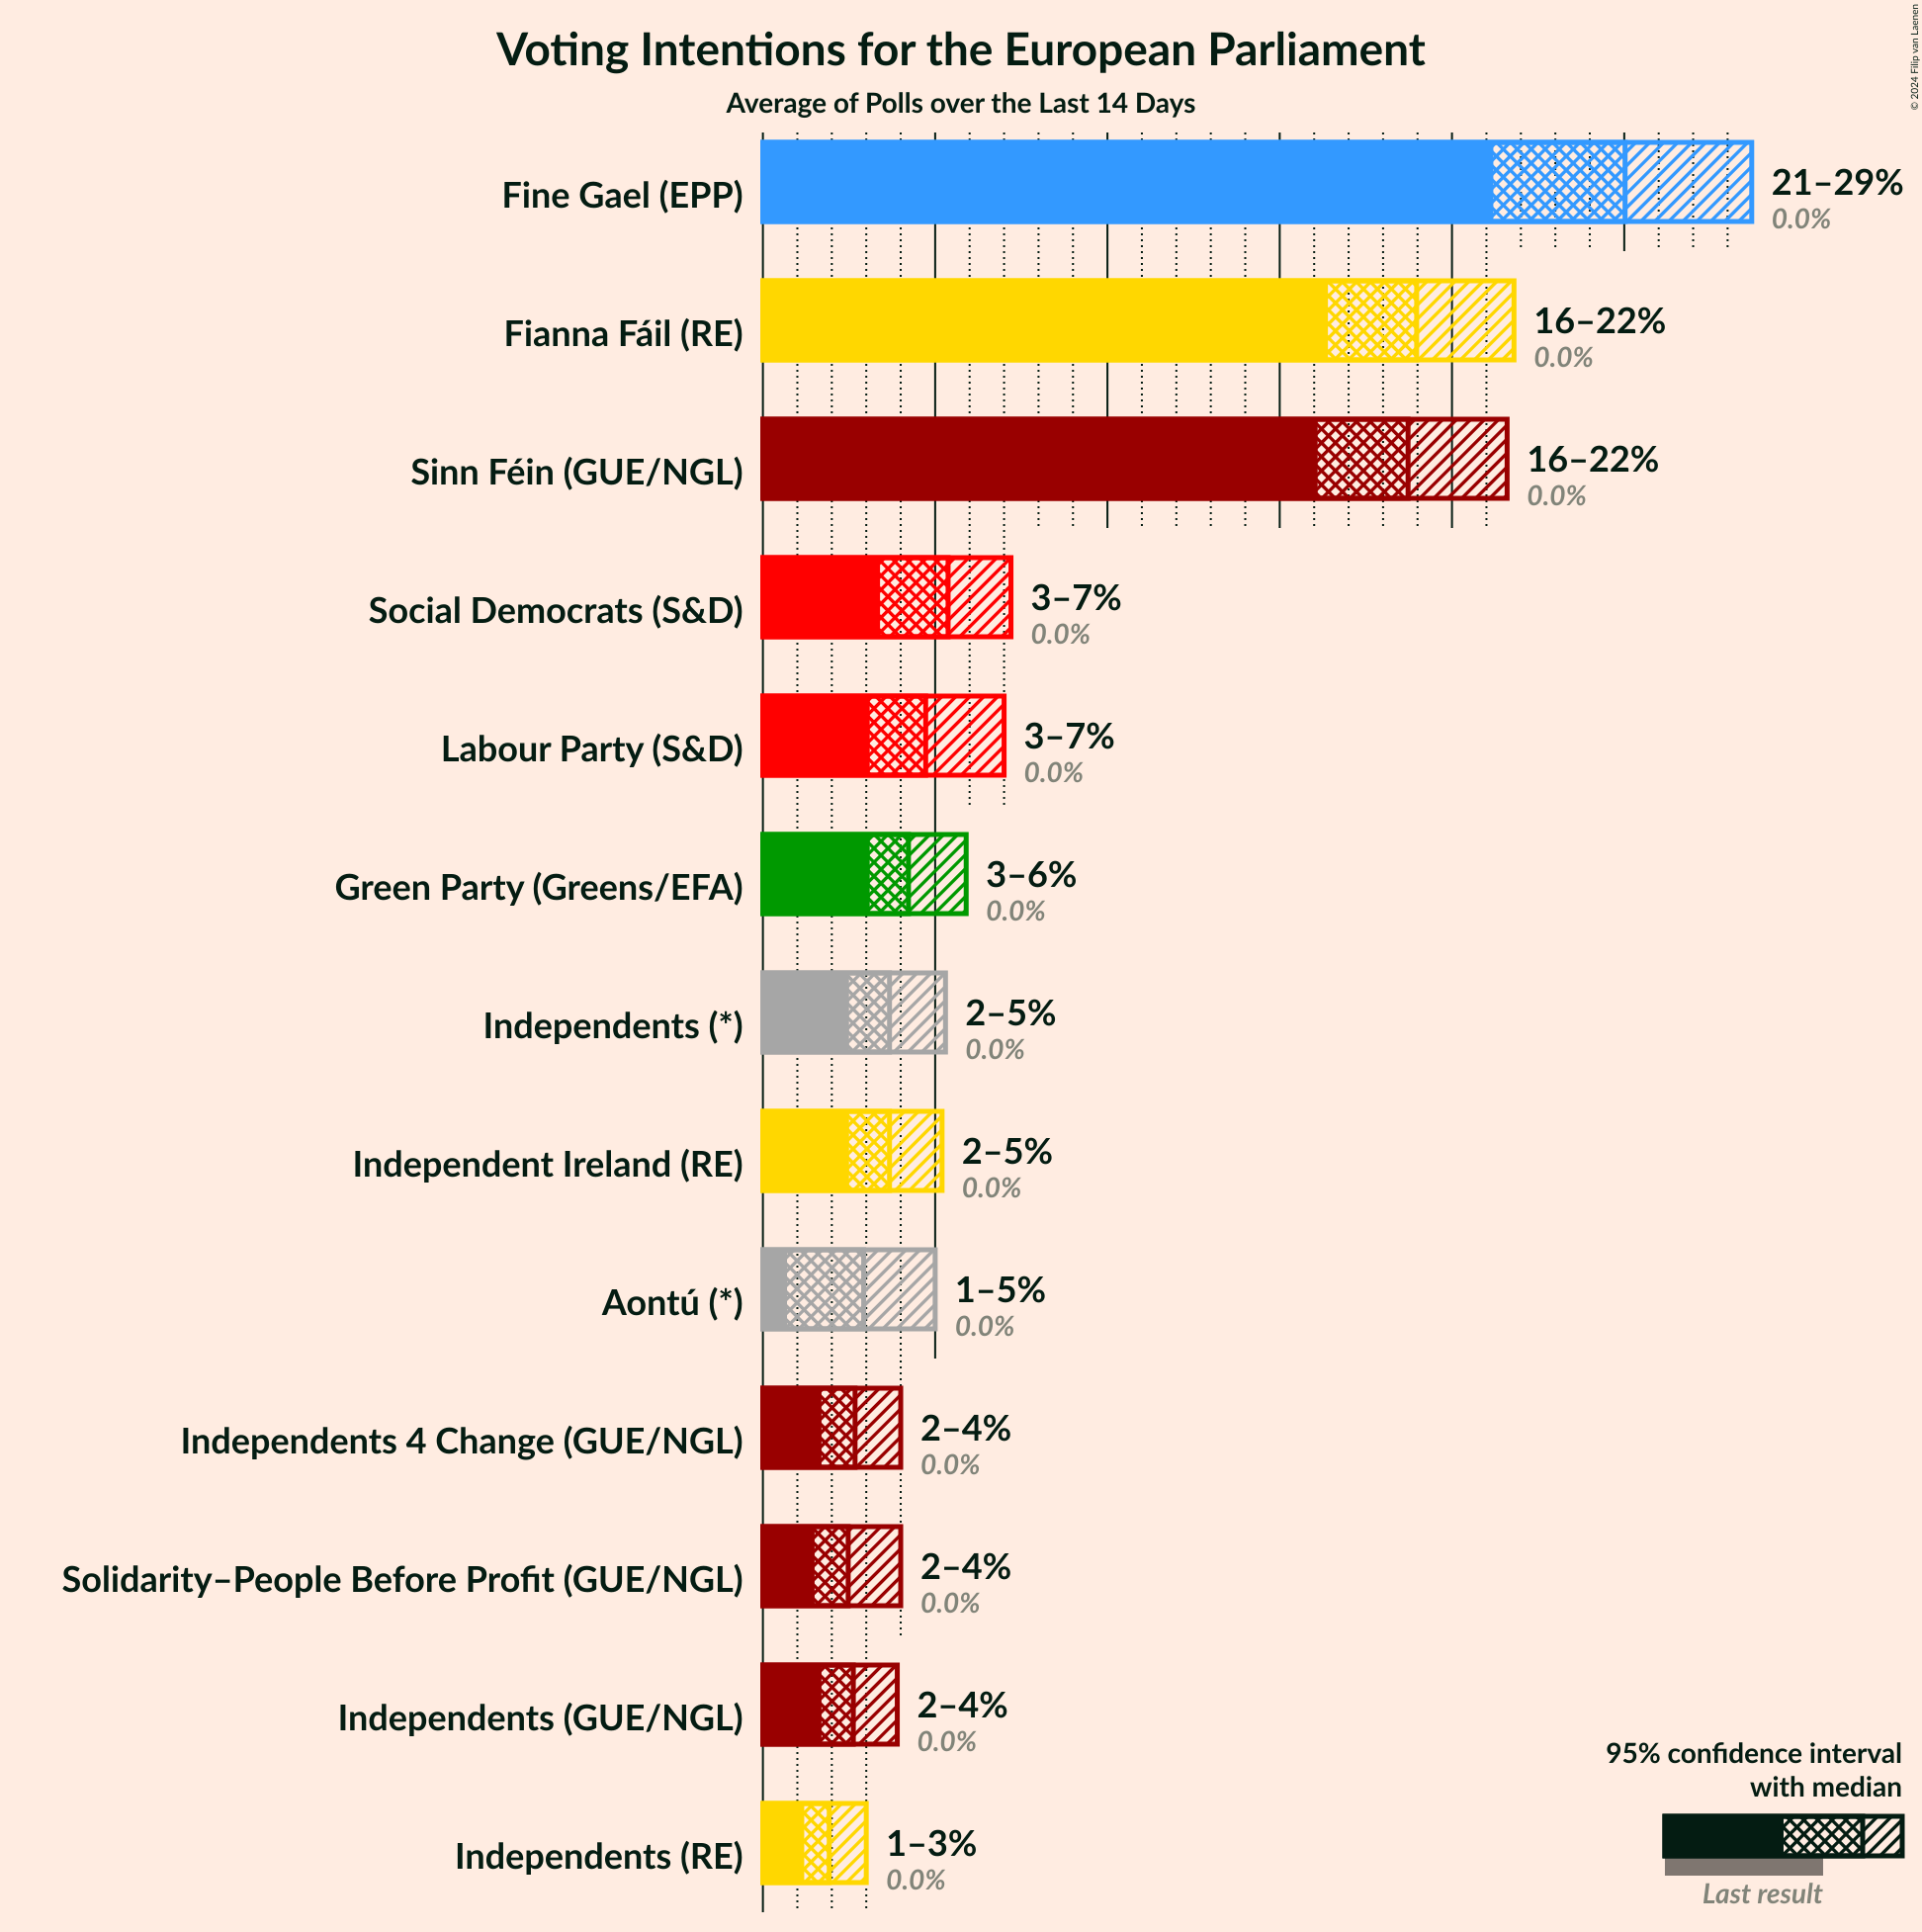 Voting Intentions for the European Parliament
Average of Polls over the Last 14 Days
© 2024 Filip van Laenen
Fine Gael (EPP)
21–29%
0.0%
Fianna Fáil (RE)
16–22%
0.0%
Sinn Féin (GUE/NGL)
16–22%
0.0%
Social Democrats (S&D)
3–7%
0.0%
Labour Party (S&D)
3–7%
0.0%
Green Party (Greens/EFA)
3–6%
0.0%
Independents (*)
2–5%
0.0%
Independent Ireland (RE)
2–5%
0.0%
Aontú (*)
1–5%
0.0%
Independents 4 Change (GUE/NGL)
2–4%
0.0%
Solidarity–People Before Profit (GUE/NGL)
2–4%
0.0%
Independents (GUE/NGL)
2–4%
0.0%
Independents (RE)
1–3%
0.0%
95% confidence interval
with median
Last result